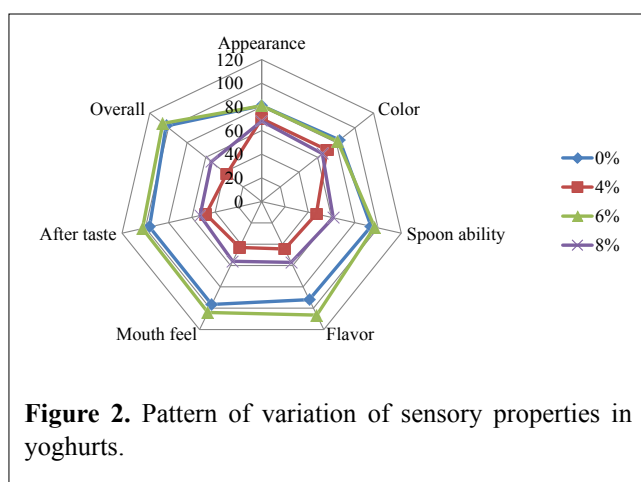 Appearance
120
100
80
60
40
20
0
Color
Spoon ability
Flavor
Mouth feel
After taste
Overall
0%
4%
6%
8%
Figure 2. Pattern of variation of sensory properties in
yoghurts.